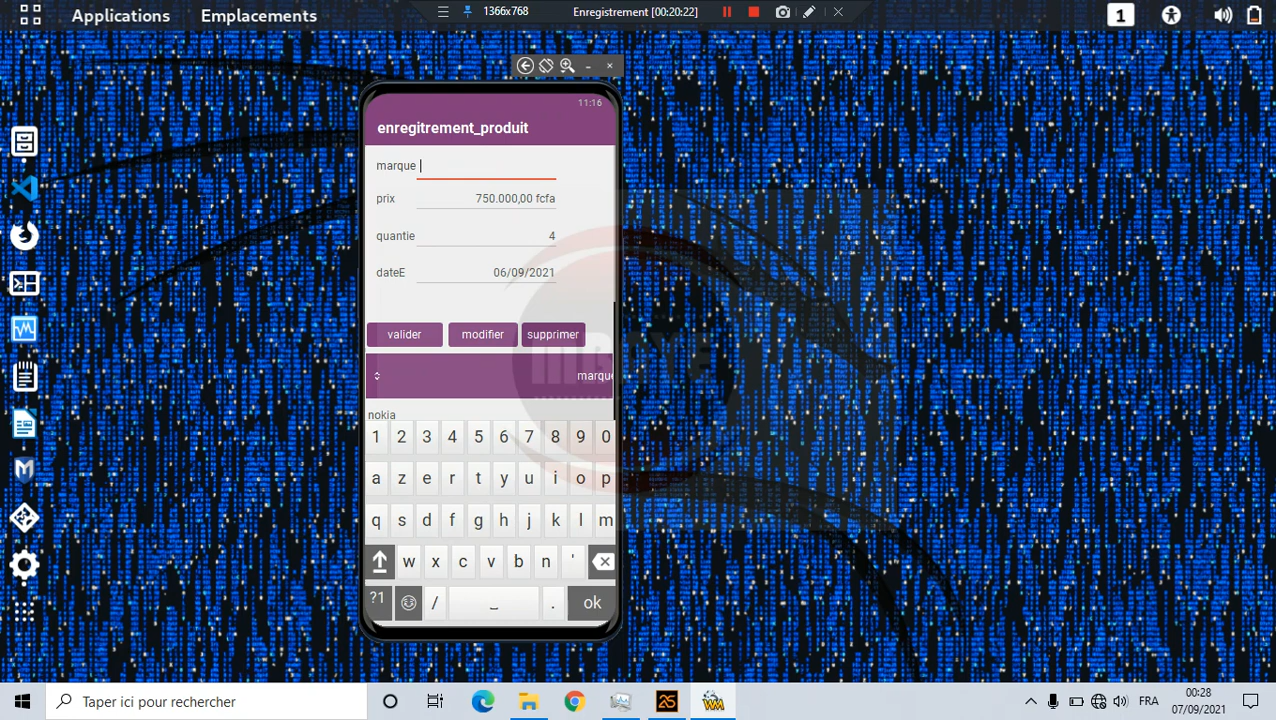 Applications Emplacements
1366x768 Enregistrement [00:20:22]
1
11:16
enregitrement_produit
marque
prix 750.000,00 fcfa
quantie 4
dateE 06/09/2021
valider modifier supprimer
marque
nokia
1 2 3 4 5 6 7 8 9 0
a z e r t y u i o p
q s d f g h j k l m
w x c v b n '
?1 / . ok
Taper ici pour rechercher
25
FRA
00:28
07/09/2021